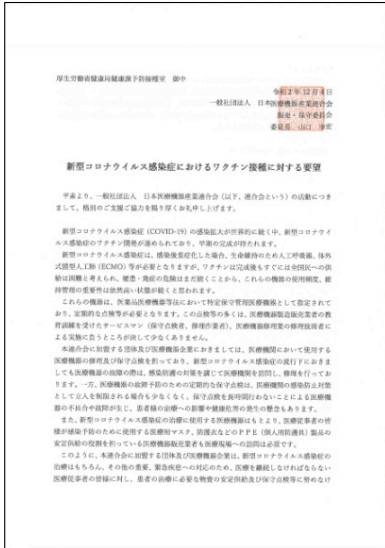 厚生労働省健康局健康課予防接種室 御中
令和2年12月4日
一般社団法人 日本医療機器産業連合会
販売・保守委員会
委員長
新型コロナウイルス感染症におけるワクチン接種に対する要望
平素より、一般社団法人 日本医療機器産業連合会（以下、連合会という）の活動につき
まして、格別のご支援ご協力を賜り厚くお礼申し上げます。
新型コロナウイルス感染症（COVID-19）の感染拡大が世界的に続く中、新型コロナウイ
ルス感染症のワクチン開発が進められており、早期の完成が待たれます。
新型コロナウイルス感染症は、感染後重症化した場合、生命維持のため人工呼吸器、体外
式膜型人工肺（ECMO）等が必要となりますが、ワクチンは完成後もすぐには全国民への供
給は困難と考えられ、罹患・発症の危険はまだまだ続くことから、これらの機器の使用頻度、維
持管理の重要性は依然高い状態が続くと思われます。
これらの機器は、医薬品医療機器等法において特定保守管理医療機器として指定されて
おり、定期的な点検等が必要となります。この点検等の多くは、医療機器製造販売業者の教
育訓練を受けたサービスマン（保守点検者、修理作業者）、医療機器修理業の修理技術者に
よる実施に負うところが決して少なくありません。
本連合会に加盟する団体及び医療機器企業におきましては、医療機関において使用する
医療機器の修理及び保守点検を担っており、新型コロナウイルス感染症の流行下におきま
しても医療機器の故障の際は、感染防護の対策を講じて医療機関を訪問し、修理を行ってお
ります。一方、医療機器の故障予防のための定期的な保守点検は、医療機関の感染防止対策
として立入を制限される場合も少なくなく、保守点検を長時間行わないことによる医療機
器の不具合や故障が生じ、患者様の治療への影響や健康危害の発生の懸念もあります。
また、新型コロナウイルス感染症の治療に使用する医療機器はもとより、医療従事者の皆
様が感染予防のために使用する医療用マスク、防護衣などのPPE（個人用防護具）製品の
安定供給の役割を担っている医療機器販売業者も医療現場への訪問は必須です。
このように、本連合会に加盟する団体及び医療機器企業は、新型コロナウイルス感染症の
治療はもちろん、その他の重要、緊急疾患への対応のため、医療を継続しなければならない
医療従事者の皆様に対し、患者の治療に必要な物資の安定供給及び保守点検等に努めなけ